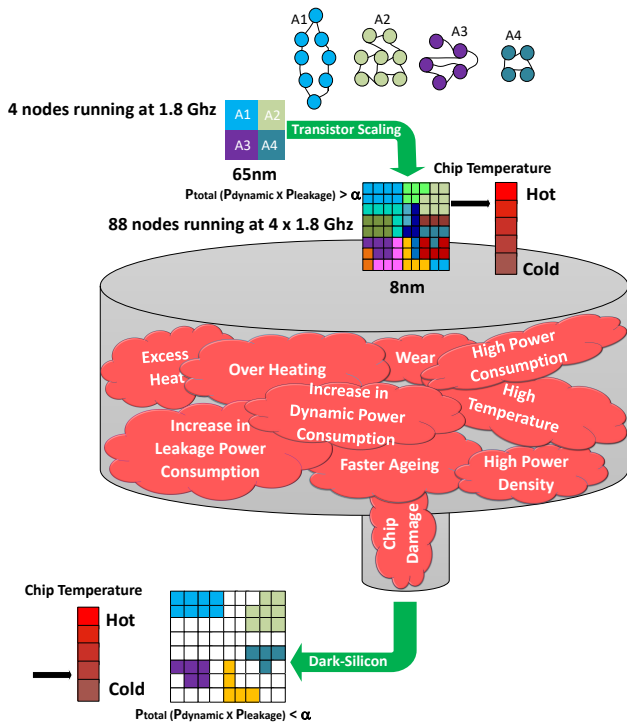 A1
A2
A3
A4
4 nodes running at 1.8 Ghz
A1
A2
A3
A4
Transistor Scaling
65nm
Chip Temperature
Ptotal (Pdynamic X Pleakage) > α
Hot
88 nodes running at 4 x 1.8 Ghz
Cold
8nm
Excess
Heat
Over Heating
Wear
High Power
Consumption
Increase in
Dynamic Power
Consumption
High
Temperature
Increase in
Leakage Power
Consumption
Faster Ageing
High Power
Density
Chip
Damage
Chip Temperature
Hot
Dark-Silicon
Cold
Ptotal (Pdynamic X Pleakage) < α